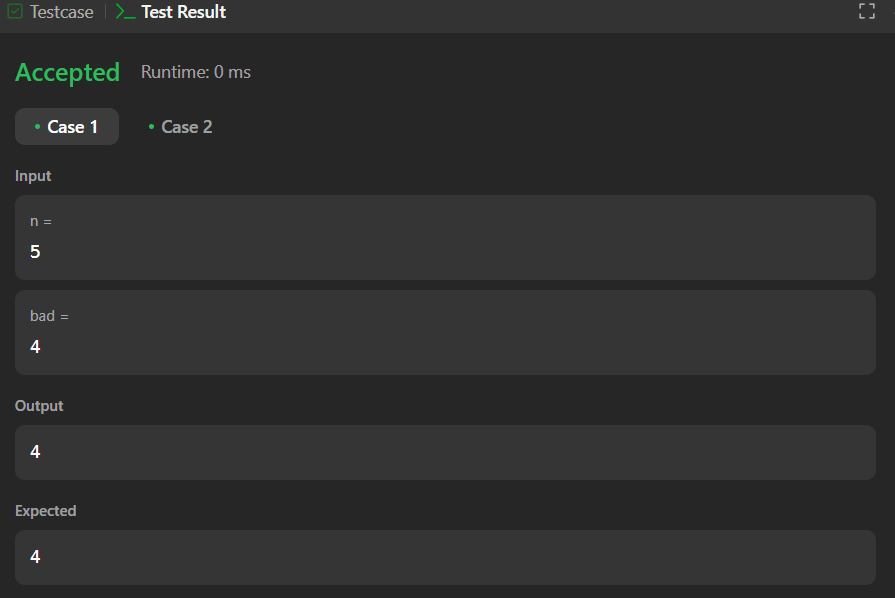 Testcase >_ Test Result
Accepted Runtime: 0 ms
Case 1 Case 2
Input
n =
5
bad =
4
Output
4
Expected
4